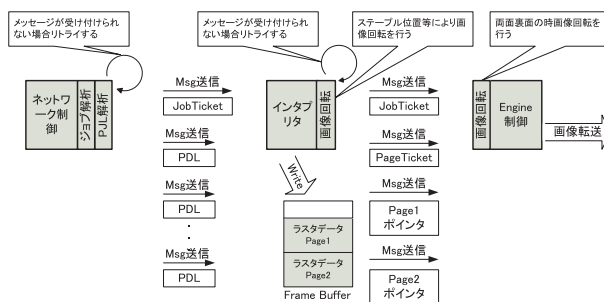 メッセージが受け付けられ
ない場合リトライする
メッセージが受け付けられ
ない場合リトライする
ステープル位置等により画
像回転を行う
両面裏面の時画像回転を
行う
ネットワ
ーク制
御
ジョブ解析
PJL解析
Msg送信
JobTicket
Msg送信
PDL
Msg送信
PDL
・
・
・
Msg送信
PDL
インタプ
リタ
画像回転
Write
ラスタデータ
Page1
ラスタデータ
Page2
Frame Buffer
Msg送信
JobTicket
Msg送信
PageTicket
Msg送信
Page1
ポインタ
Msg送信
Page2
ポインタ
画像回転
Engine
制御
画像転送